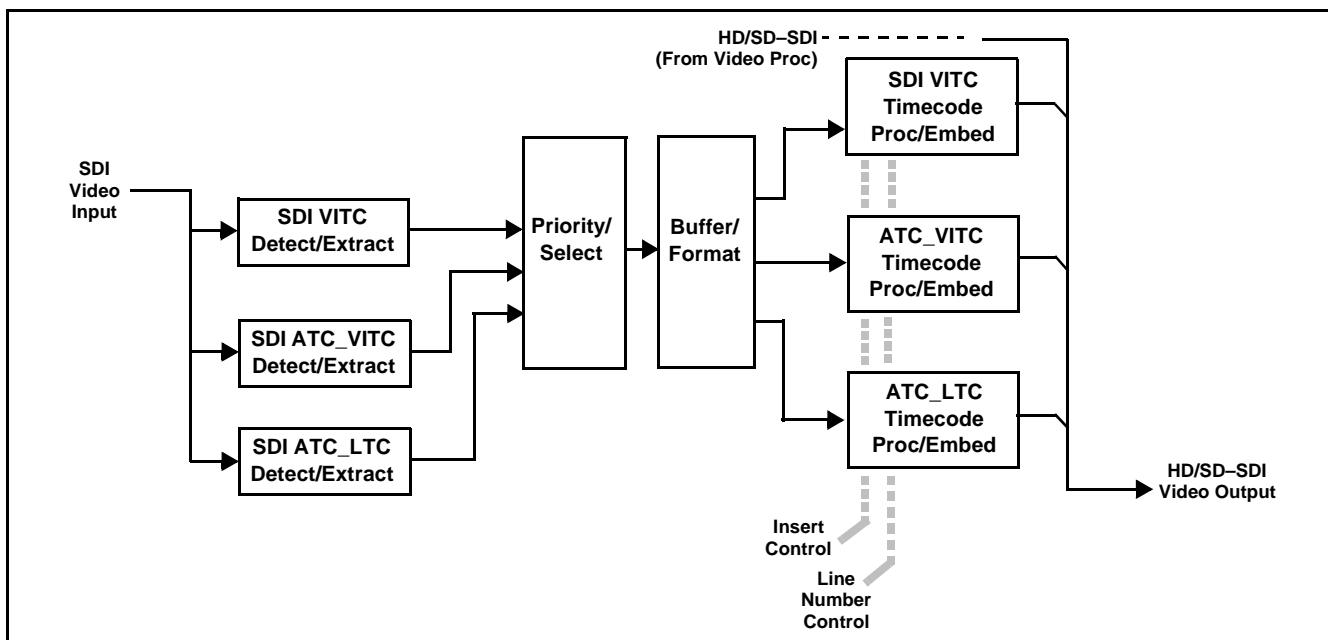 HD/SD–SDI
(From Video Proc)
SDI VITC
Timecode
Proc/Embed
SDI
Video
Input
SDI VITC
Detect/Extract
Priority/
Select
Buffer/
Format
ATC_VITC
Timecode
Proc/Embed
SDI ATC_VITC
Detect/Extract
ATC_LTC
Timecode
Proc/Embed
SDI ATC_LTC
Detect/Extract
HD/SD–SDI
Video Output
Insert
Control
Line
Number
Control